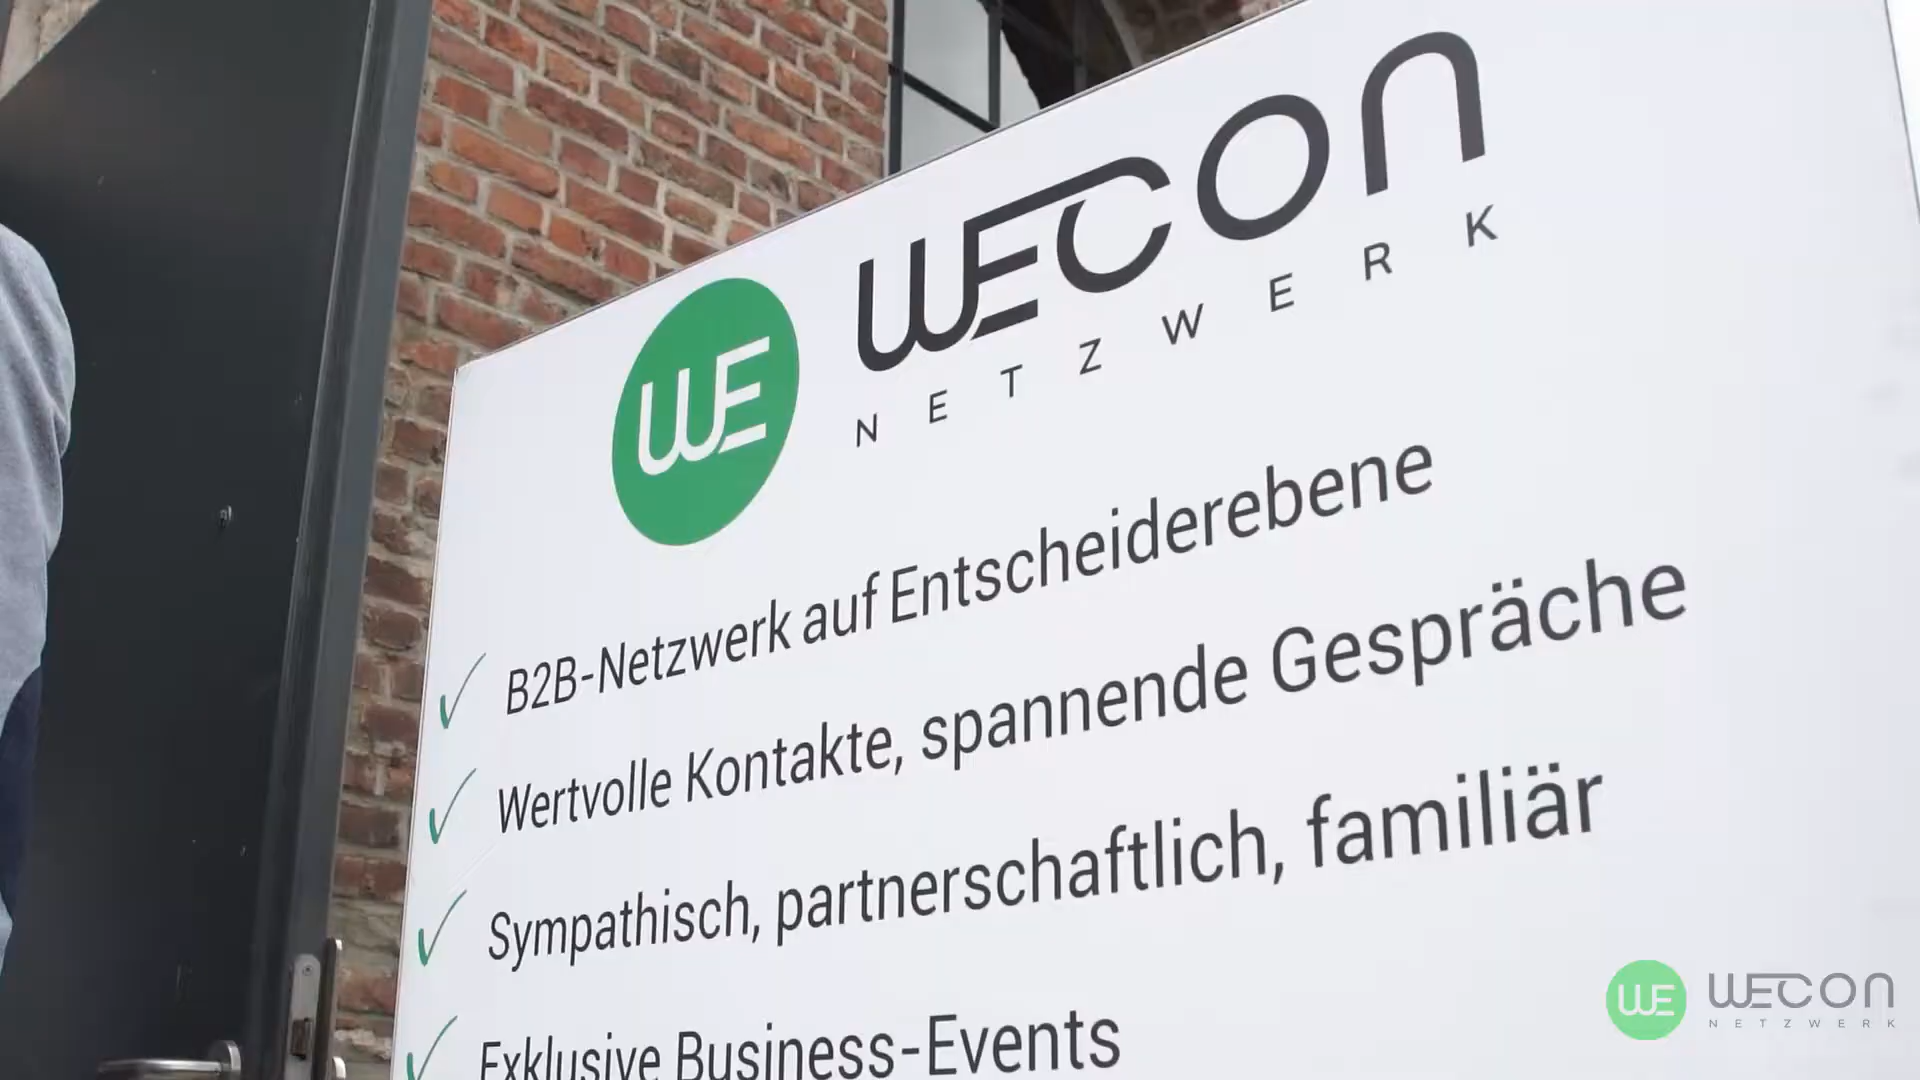 WE
WECON
NETZWERK
✓ B2B-Netzwerk auf Entscheiderebene
✓ Wertvolle Kontakte, spannende Gespräche
✓ Sympathisch, partnerschaftlich, familiär
✓ Exklusive Business-Events
WE WECON
NETZWERK